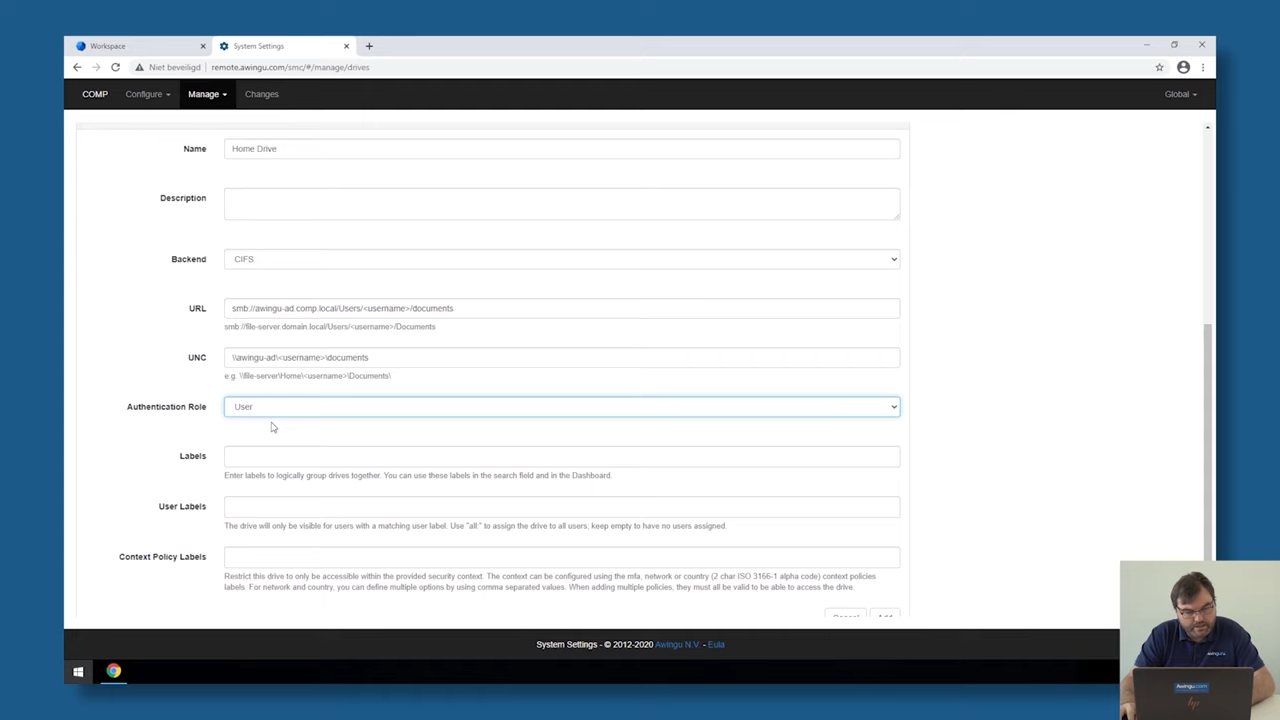 Workspace
System Settings
Niet beveiligd
remote.awingu.com/smc/#/manage/drives
COMP
Configure
Manage
Changes
Global
Name
Home Drive
Description
Backend
CIFS
URL
smb://awingu-ad.comp.local/Users/<username>/documents
smb://file-server.domain.local/Users/<username>/Documents
UNC
\\awingu-ad\<username>\documents
e.g. \\file-server\Home\<username>\Documents\
Authentication Role
User
Labels
Enter labels to logically group drives together. You can use these labels in the search field and in the Dashboard.
User Labels
The drive will only be visible for users with a matching user label. Use "all:" to assign the drive to all users, keep empty to have no users assigned.
Context Policy Labels
Restrict this drive to only be accessible within the provided security context. The context can be configured using the mfa, network or country (2 char ISO 3166-1 alpha code) context policies
labels. For network and country, you can define multiple options by using comma separated values. When adding multiple policies, they must all be valid to be able to access the drive.
Cancel
Add
System Settings - © 2012-2020 Awingu N.V. - Eula
awingu
Awingu.com
hp